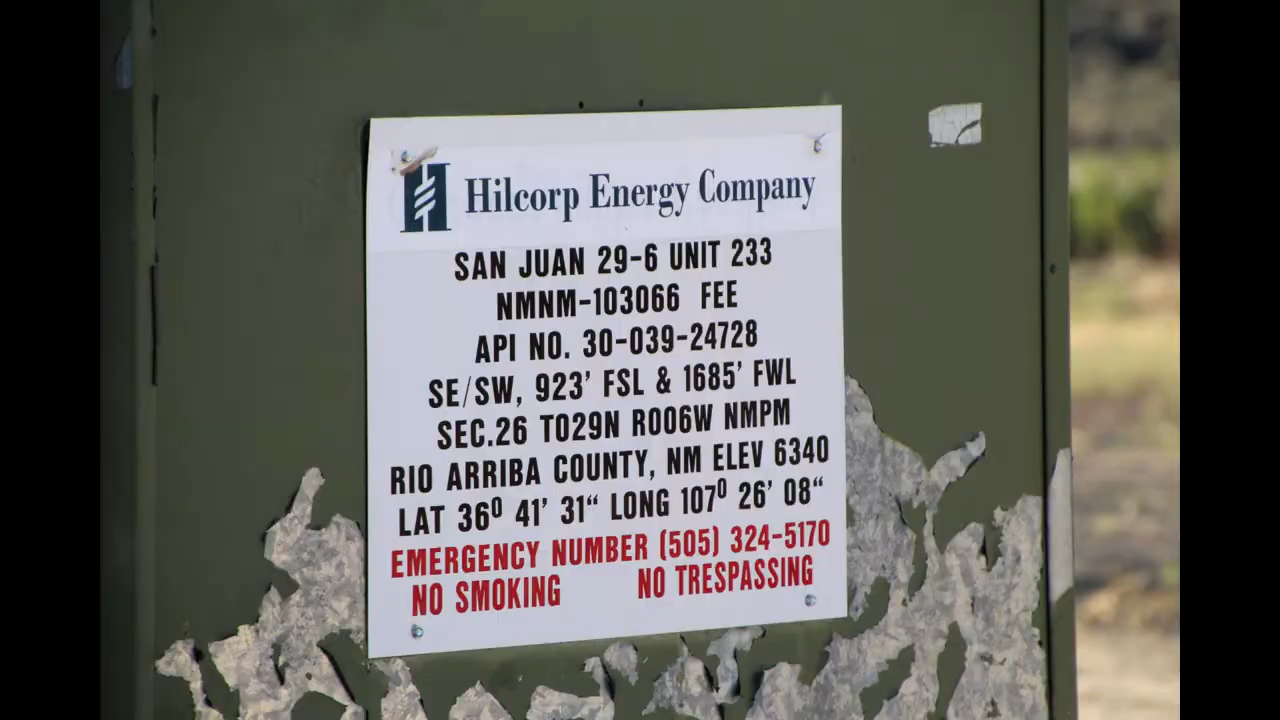 Hilcorp Energy Company
SAN JUAN 29-6 UNIT 233
NMNM-103066 FEE
API NO. 30-039-24728
SE/SW, 923' FSL & 1685' FWL
SEC.26 T029N R006W NMPM
RIO ARRIBA COUNTY, NM ELEV 6340
LAT 36⁰ 41' 31“ LONG 107⁰ 26' 08“
EMERGENCY NUMBER (505) 324-5170
NO SMOKING NO TRESPASSING